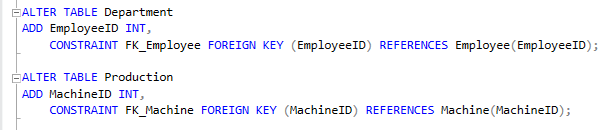 ALTER TABLE Department
ADD EmployeeID INT,
CONSTRAINT FK_Employee FOREIGN KEY (EmployeeID) REFERENCES Employee(EmployeeID);
ALTER TABLE Production
ADD MachineID INT,
CONSTRAINT FK_Machine FOREIGN KEY (MachineID) REFERENCES Machine(MachineID);